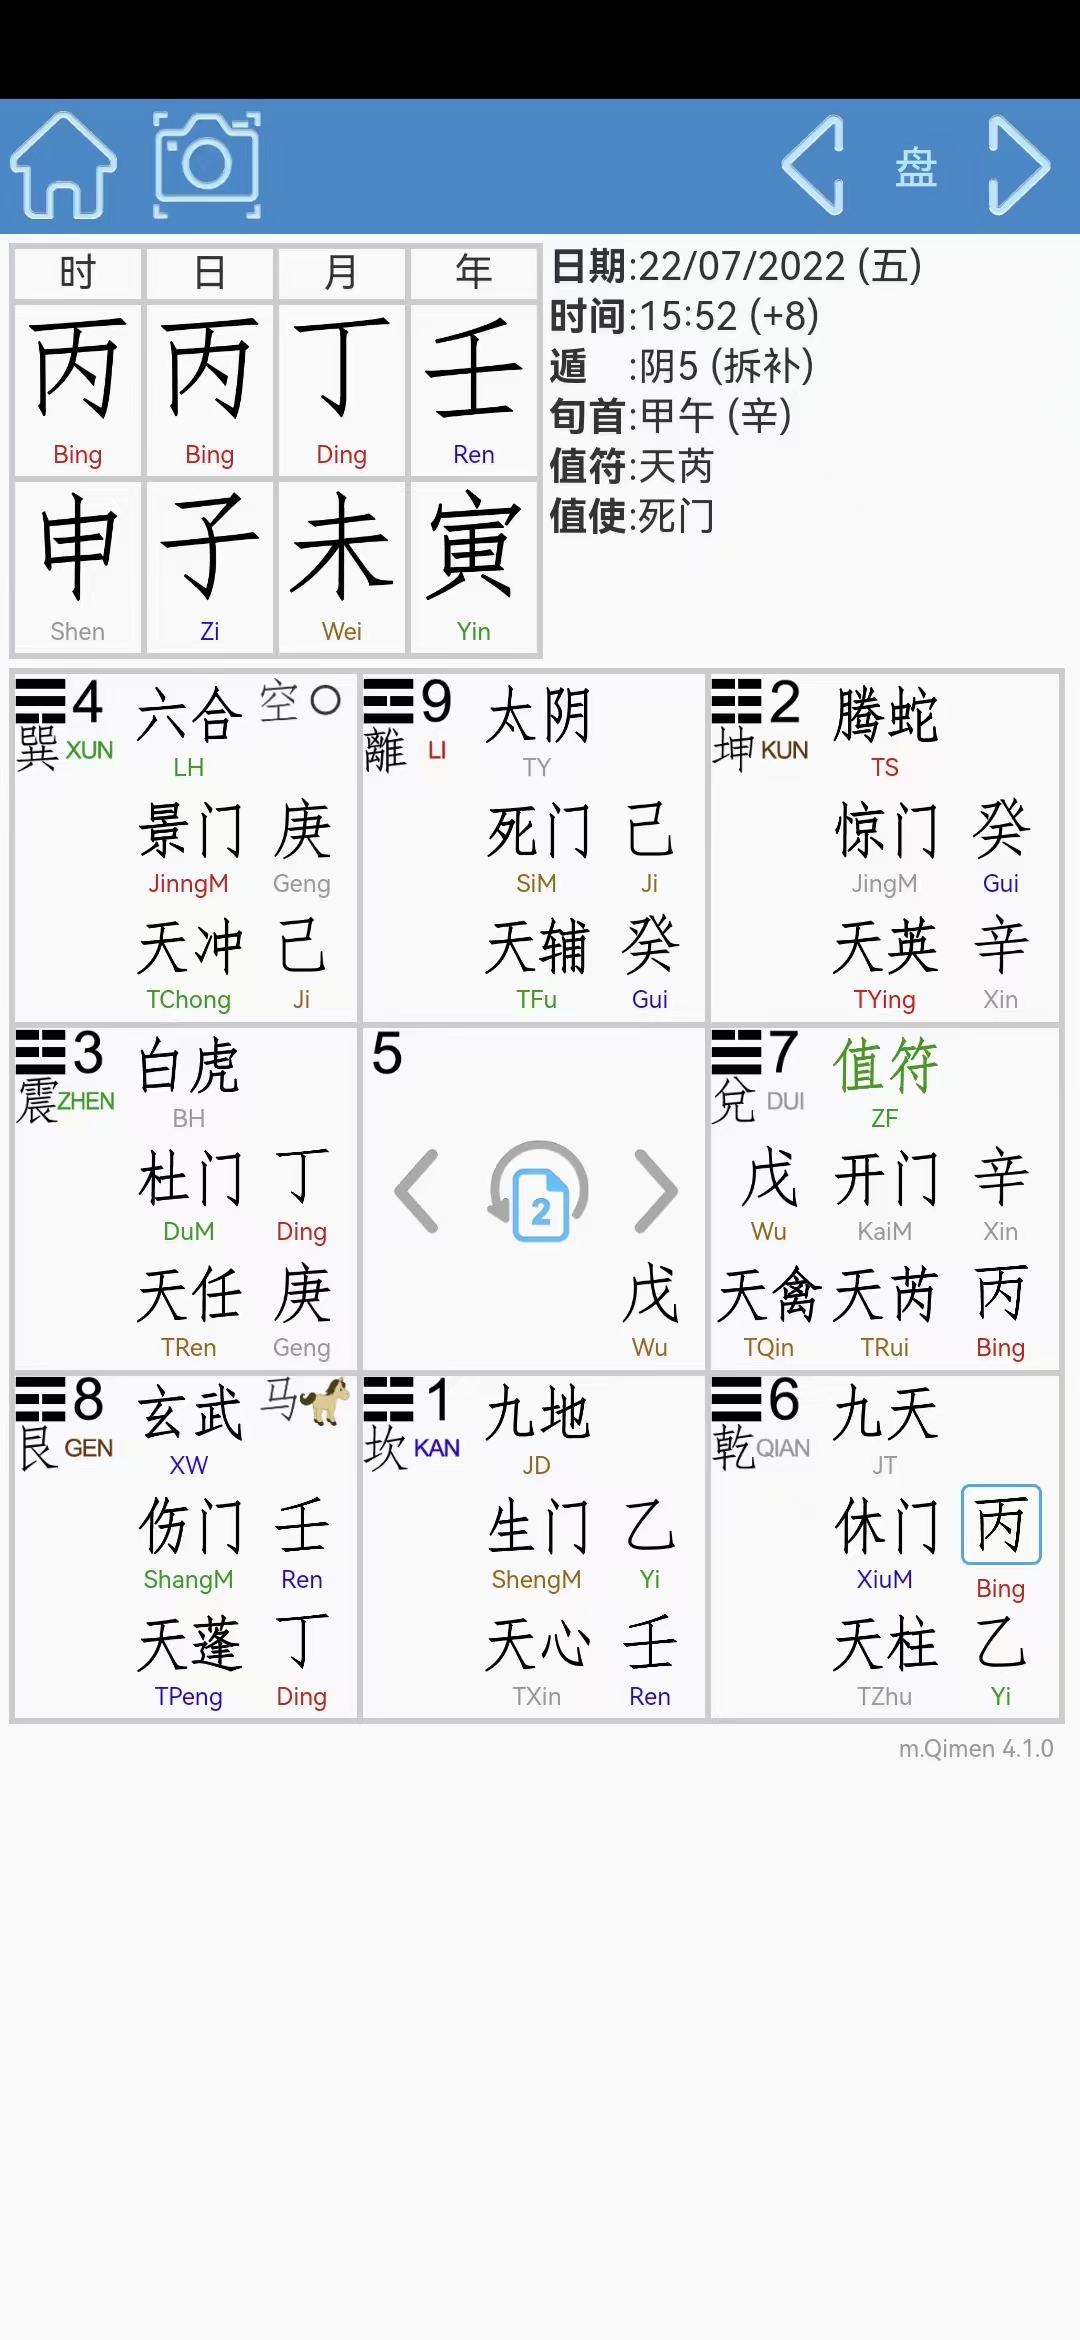 盘
时 日 月 年
丙 丙 丁 壬
Bing Bing Ding Ren
申 子 未 寅
Shen Zi Wei Yin
日期:22/07/2022 (五)
时间:15:52 (+8)
遁 :阴5 (拆补)
旬首:甲午 (辛)
值符:天芮
值使:死门
4 六合 空
巽 XUN
LH
景门 庚
JinngM Geng
天冲 己
TChong Ji
9 太阴
離 LI
TY
死门 己
SiM Ji
天辅 癸
TFu Gui
2 腾蛇
坤 KUN
TS
惊门 癸
JingM Gui
天英 辛
TYing Xin
3 白虎
震 ZHEN
BH
杜门 丁
DuM Ding
天任 庚
TRen Geng
5
2
戊
Wu
7 值符
兌 DUI
ZF
戊 开门 辛
Wu KaiM Xin
天禽 天芮 丙
TQin TRui Bing
8 玄武 马
艮 GEN
XW
伤门 壬
ShangM Ren
天蓬 丁
TPeng Ding
1 九地
坎 KAN
JD
生门 乙
ShengM Yi
天心 壬
TXin Ren
6 九天
乾 QIAN
JT
休门 丙
XiuM Bing
天柱 乙
TZhu Yi
m.Qimen 4.1.0